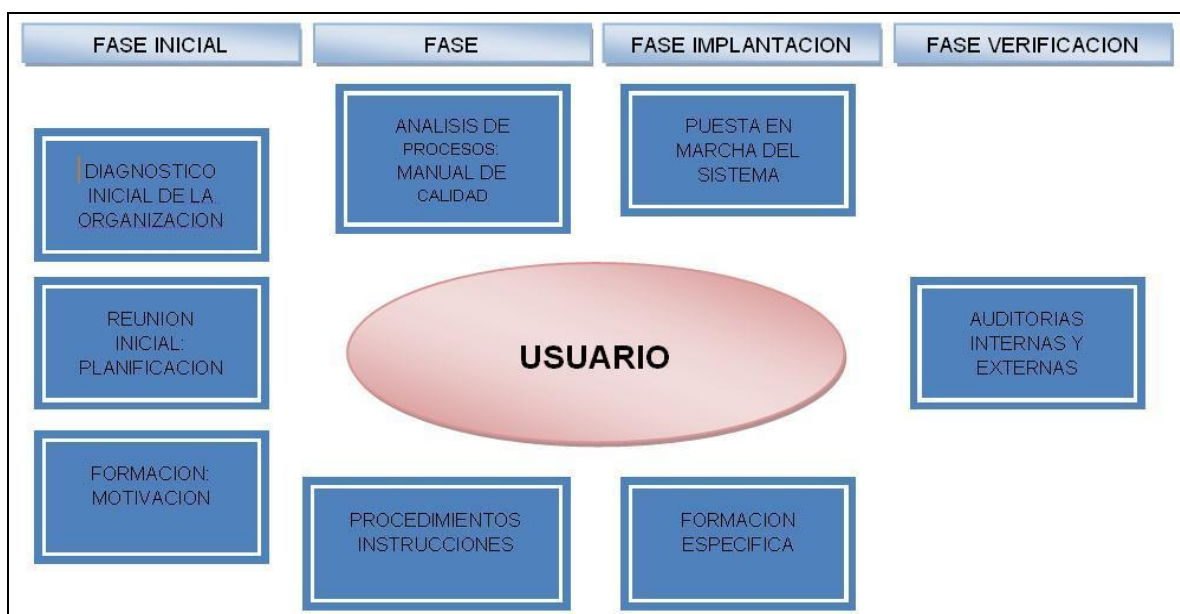 FASE INICIAL
FASE
FASE IMPLANTACION
FASE VERIFICACION
DIAGNOSTICO
INICIAL DE LA
ORGANIZACION
REUNION
INICIAL:
PLANIFICACION
FORMACION:
MOTIVACION
ANALISIS DE
PROCESOS:
MANUAL DE
CALIDAD
PROCEDIMIENTOS
INSTRUCCIONES
PUESTA EN
MARCHA DEL
SISTEMA
FORMACION
ESPECIFICA
USUARIO
AUDITORIAS
INTERNAS Y
EXTERNAS